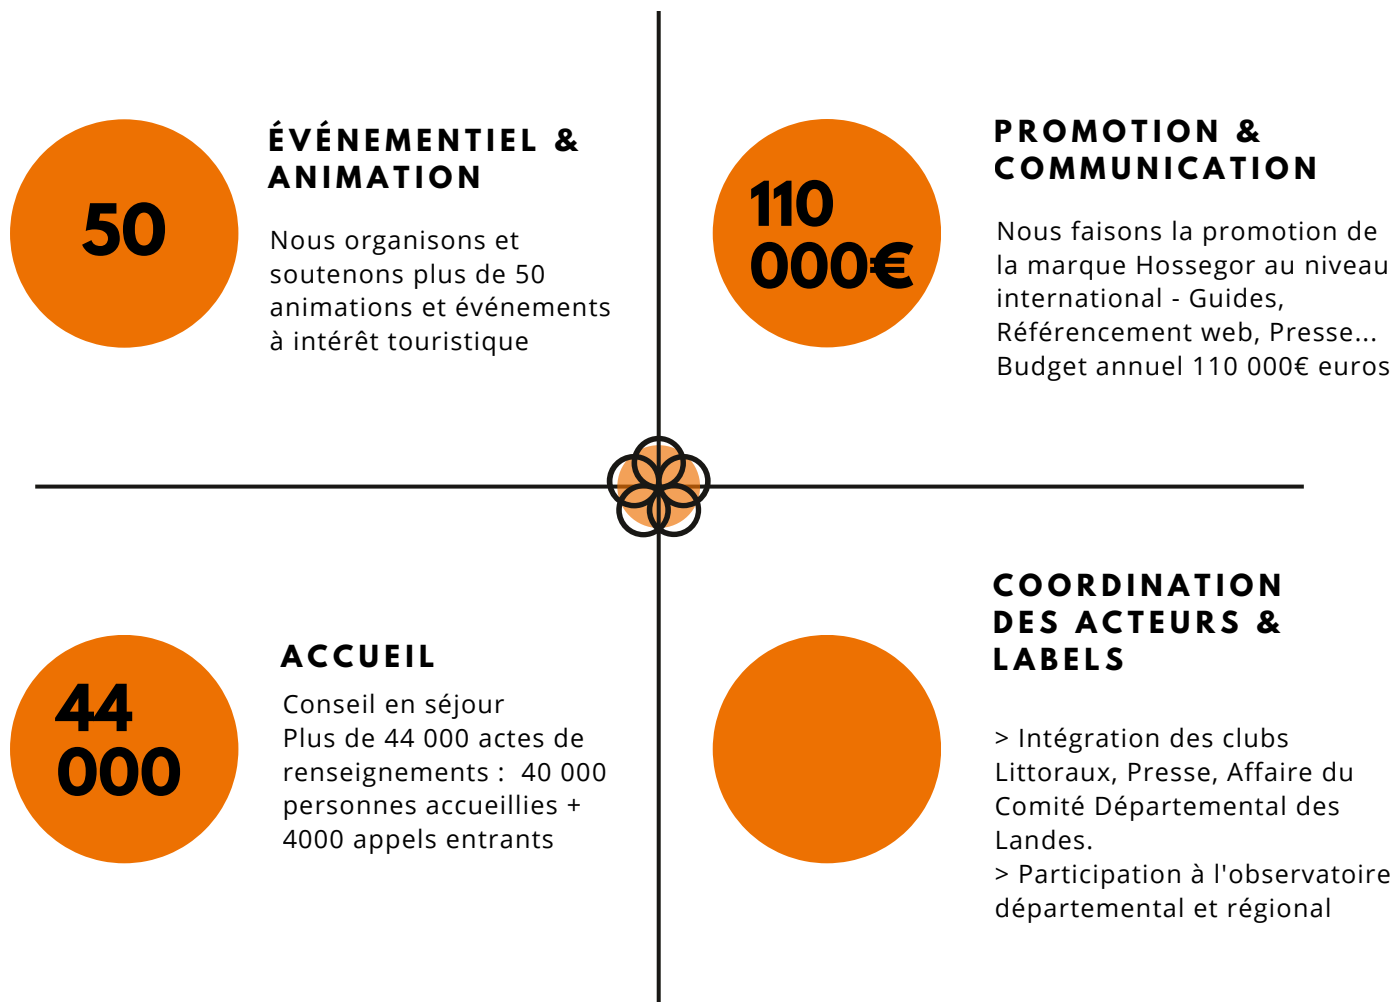 50
ÉVÉNEMENTIEL &
ANIMATION
Nous organisons et
soutenons plus de 50
animations et événements
à intérêt touristique
110
000€
PROMOTION &
COMMUNICATION
Nous faisons la promotion de
la marque Hossegor au niveau
international - Guides,
Référencement web, Presse...
Budget annuel 110 000€ euros
44
000
ACCUEIL
Conseil en séjour
Plus de 44 000 actes de
renseignements :  40 000
personnes accueillies +
4000 appels entrants
COORDINATION
DES ACTEURS &
LABELS
> Intégration des clubs
Littoraux, Presse, Affaire du
Comité Départemental des
Landes.
> Participation à l'observatoire
départemental et régional